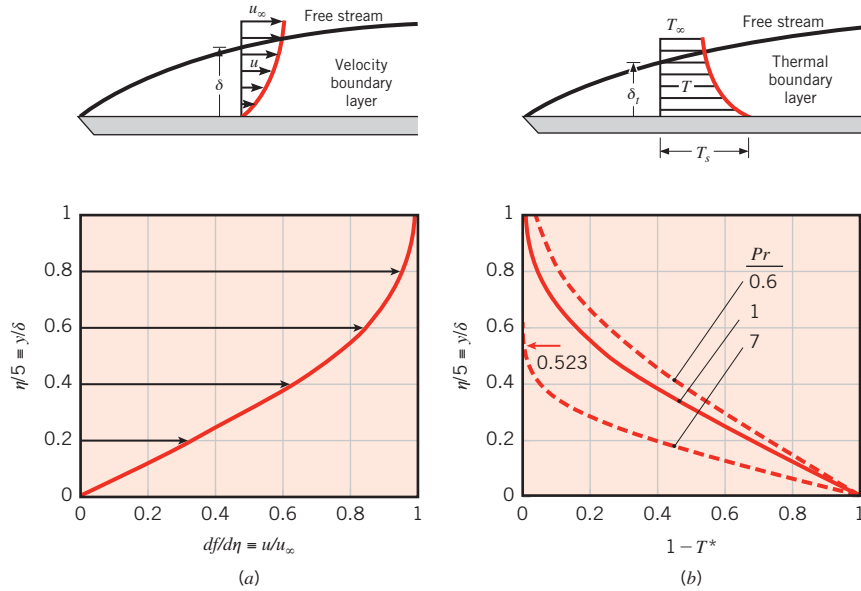 u∞
Free stream
u
δ
Velocity
boundary
layer
T∞
Free stream
T
δt
Thermal
boundary
layer
Ts
1
0.8
0.6
0.4
0.2
0
η/5 ≡ y/δ
0 0.2 0.4 0.6 0.8 1
df/dη ≡ u/u∞
(a)
1
0.8
0.6
0.4
0.2
0
η/5 ≡ y/δ
Pr
0.6
1
7
0.523
0 0.2 0.4 0.6 0.8 1
1 – T*
(b)